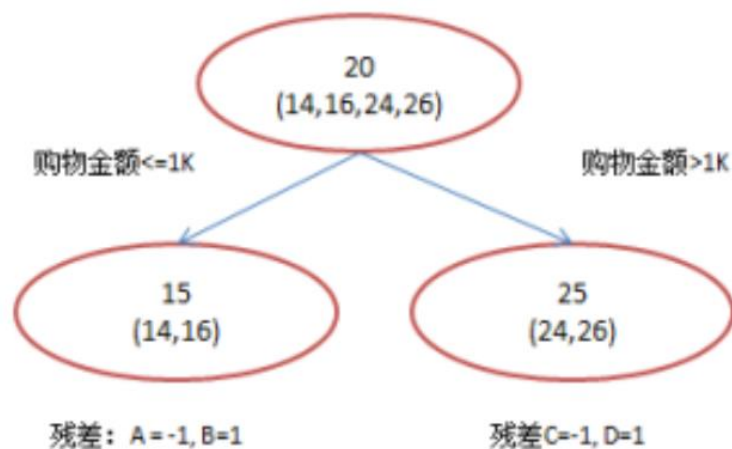 20
(14,16,24,26)
购物金额<=1K
购物金额>1K
15
(14,16)
25
(24,26)
残差：A = -1, B=1
残差C=-1, D=1